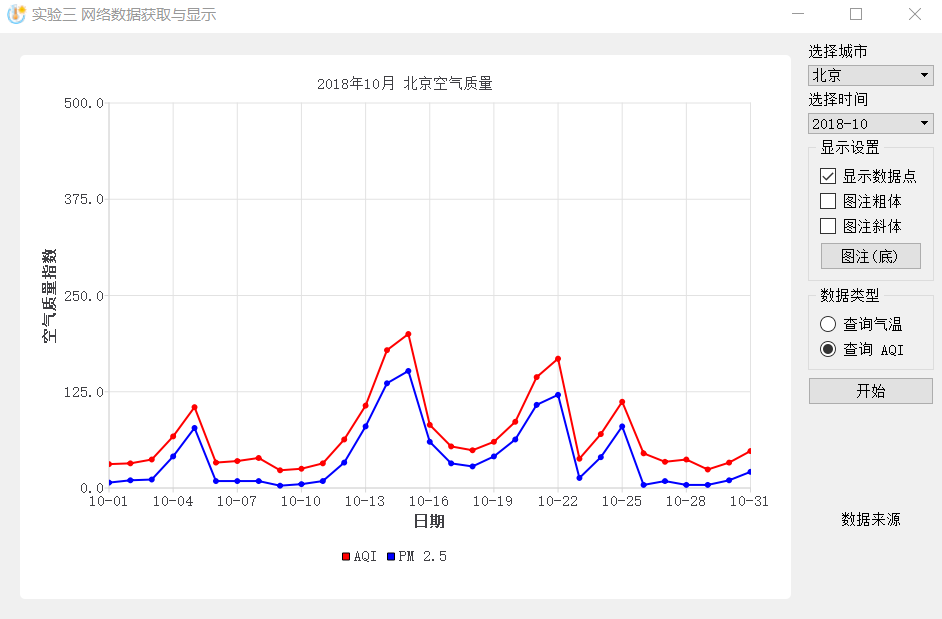 实验三 网络数据获取与显示
2018年10月 北京空气质量
500.0
375.0
250.0
125.0
0.0
空气质量指数
10-01 10-04 10-07 10-10 10-13 10-16 10-19 10-22 10-25 10-28 10-31
日期
AQI PM 2.5
选择城市
北京
选择时间
2018-10
显示设置
显示数据点
图注粗体
图注斜体
图注(底)
数据类型
查询气温
查询 AQI
开始
数据来源